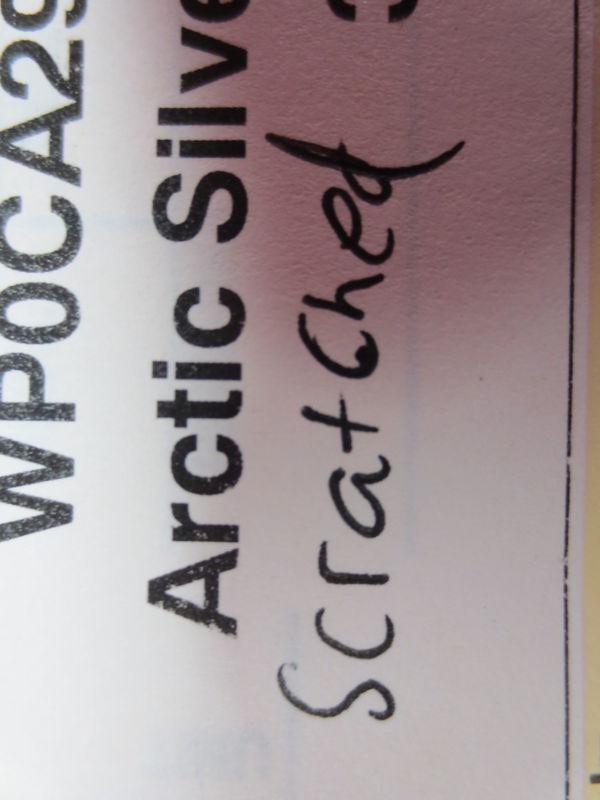 WP0CA29
Arctic Silve
Scratched